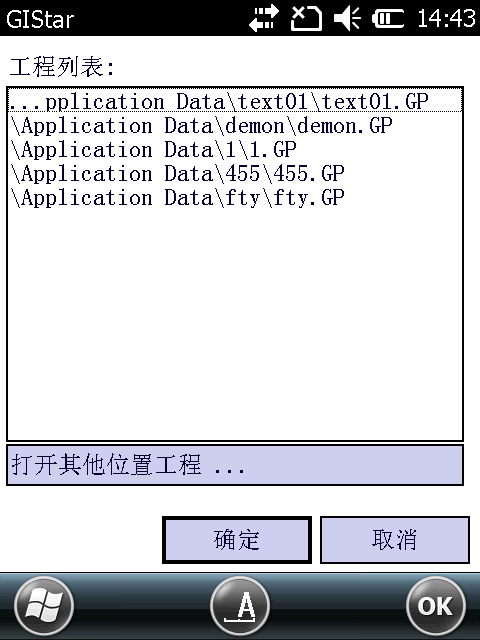 GIStar 14:43
工程列表:
...pplication Data\text01\text01.GP
\Application Data\demon\demon.GP
\Application Data\1\1.GP
\Application Data\455\455.GP
\Application Data\fty\fty.GP
打开其他位置工程 ...
确定 取消
A OK